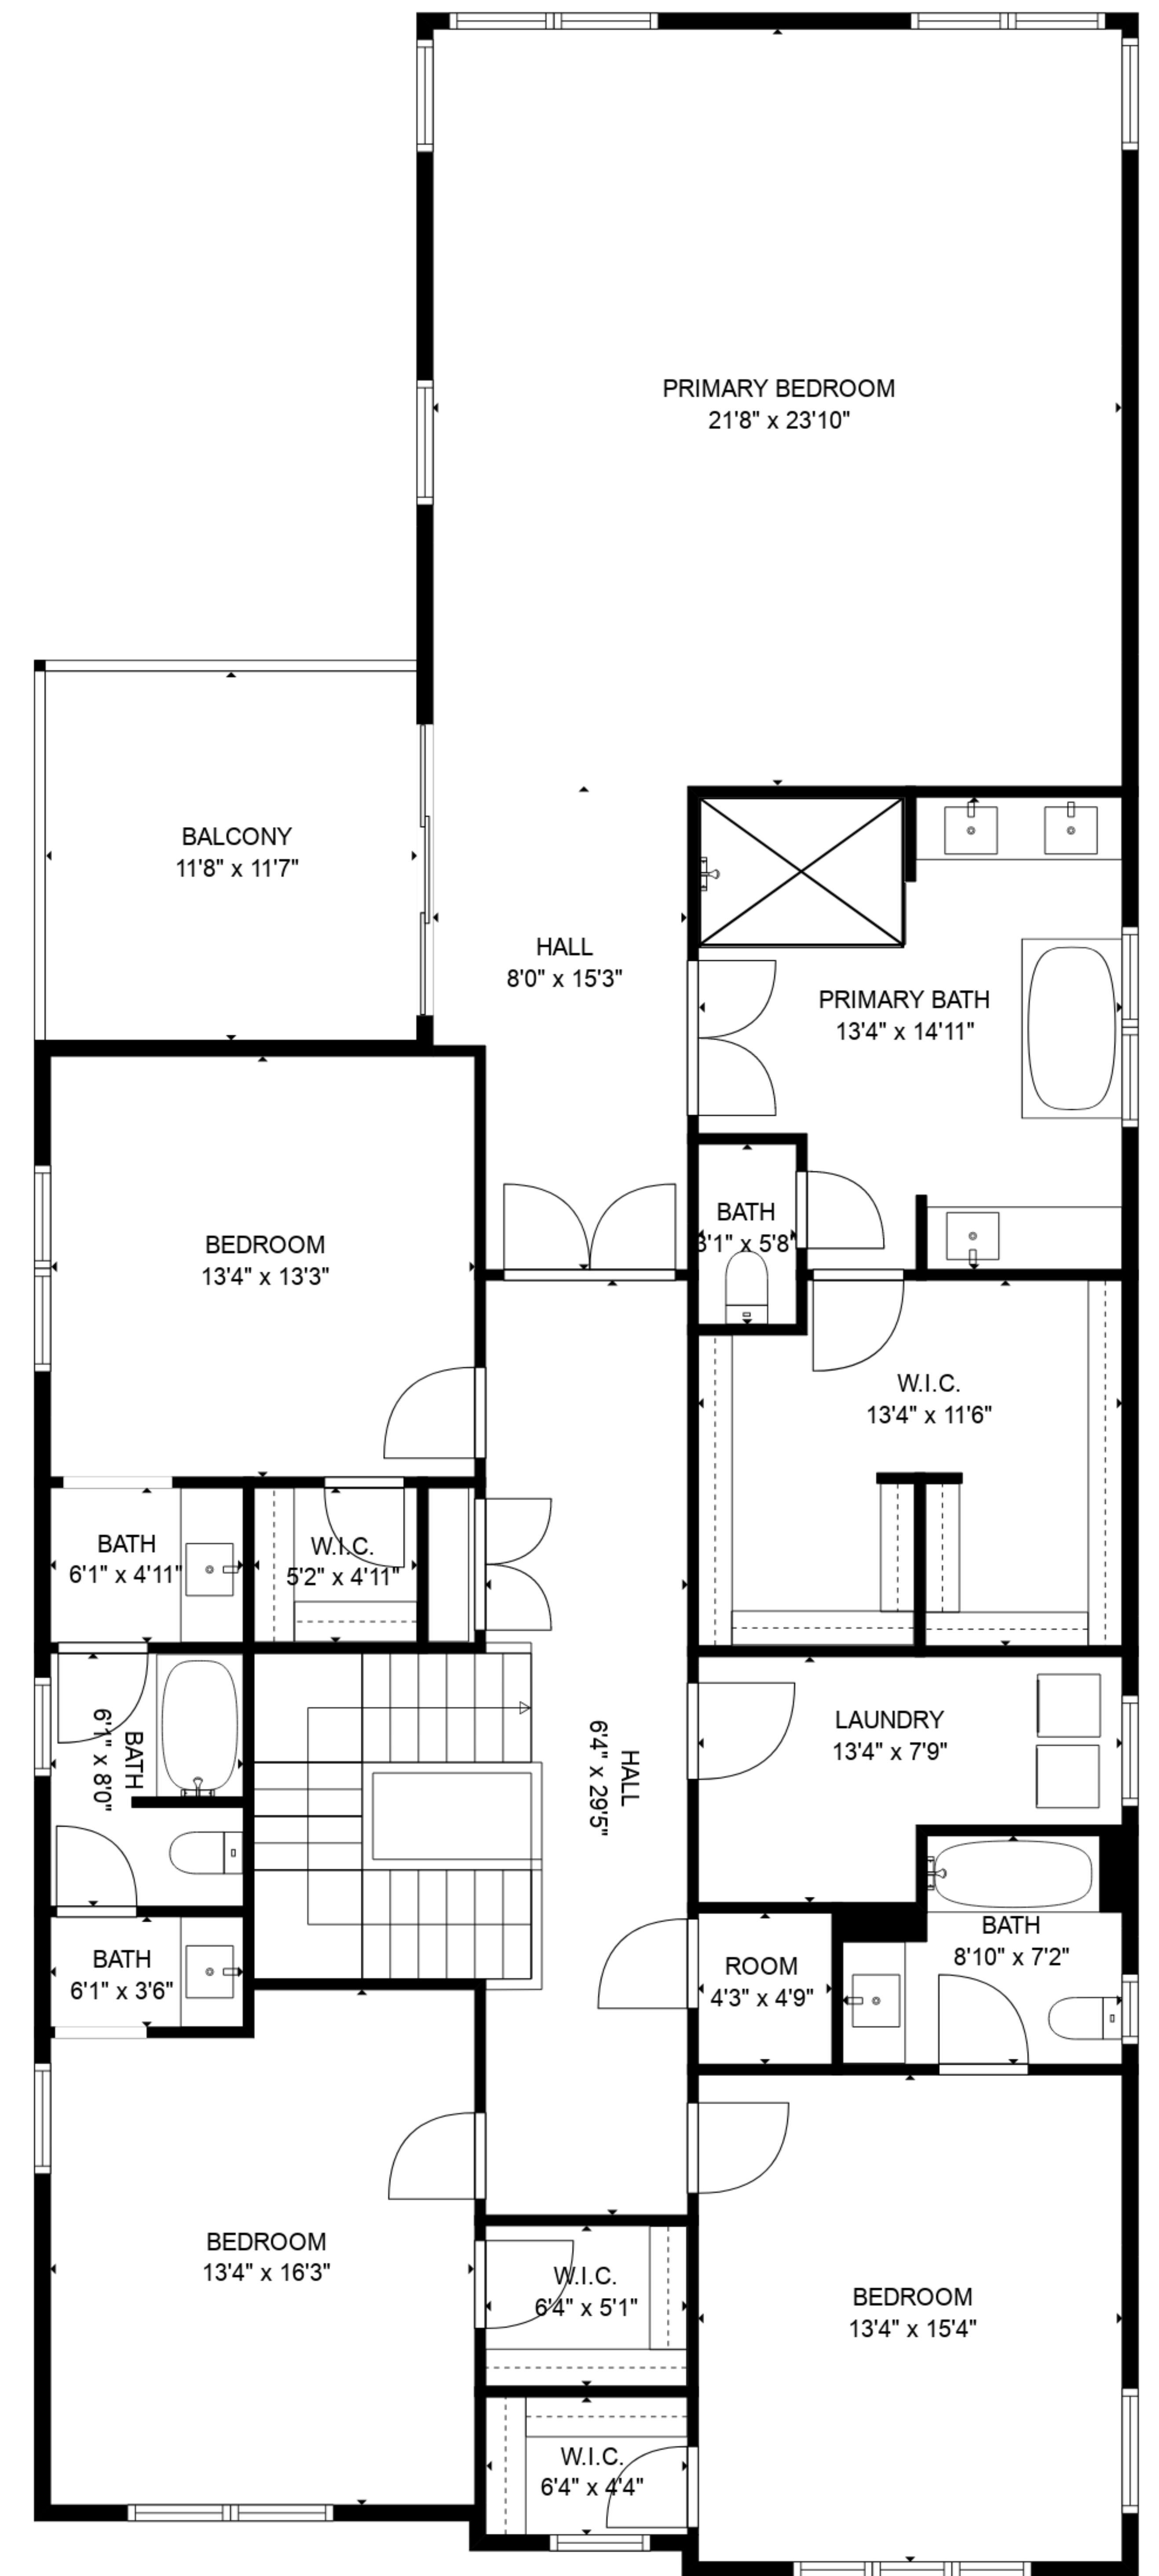 PRIMARY BEDROOM
21'8" x 23'10"
BALCONY
11'8" x 11'7"
HALL
8'0" x 15'3"
PRIMARY BATH
13'4" x 14'11"
BATH
3'1" x 5'8"
BEDROOM
13'4" x 13'3"
W.I.C.
13'4" x 11'6"
BATH
6'1" x 4'11"
W.I.C.
5'2" x 4'11"
BATH
6'1" x 8'0"
HALL
6'4" x 29'5"
LAUNDRY
13'4" x 7'9"
BATH
8'10" x 7'2"
BATH
6'1" x 3'6"
ROOM
4'3" x 4'9"
BEDROOM
13'4" x 16'3"
W.I.C.
6'4" x 5'1"
BEDROOM
13'4" x 15'4"
W.I.C.
6'4" x 4'4"